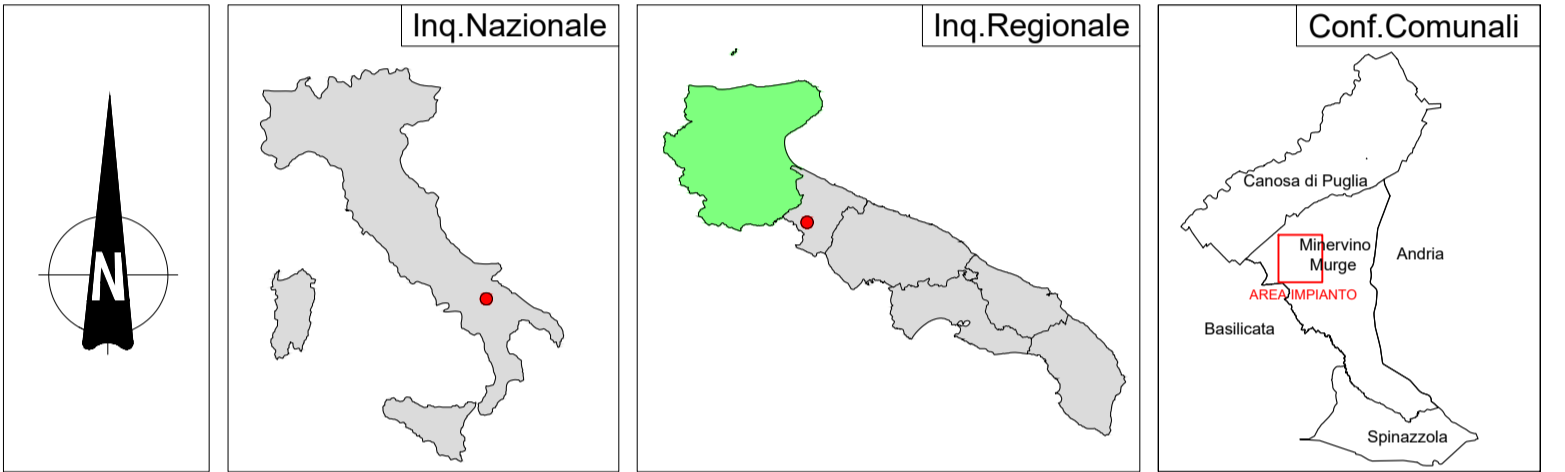 N
Inq.Nazionale
Inq.Regionale
Conf.Comunali
Canosa di Puglia
Minervino
Murge
Andria
AREA IMPIANTO
Basilicata
Spinazzola